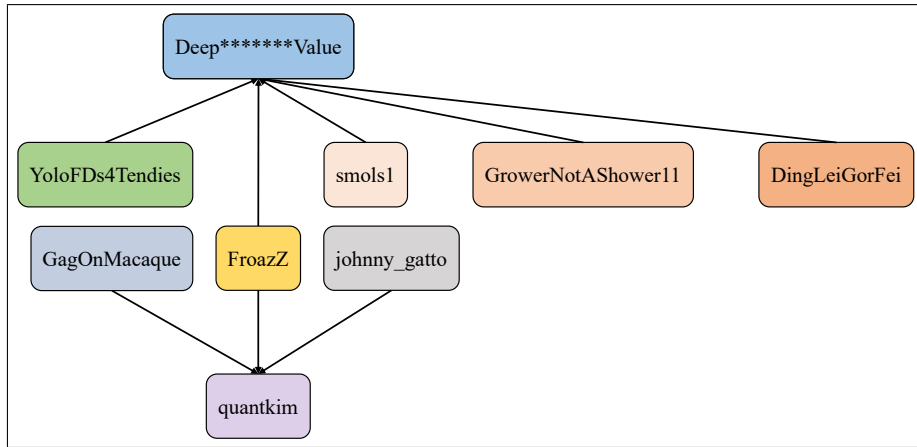 Deep*******Value
YoloFDs4Tendies
smols1
GrowerNotAShower11
DingLeiGorFei
GagOnMacaque
FroazZ
johnny_gatto
quantkim